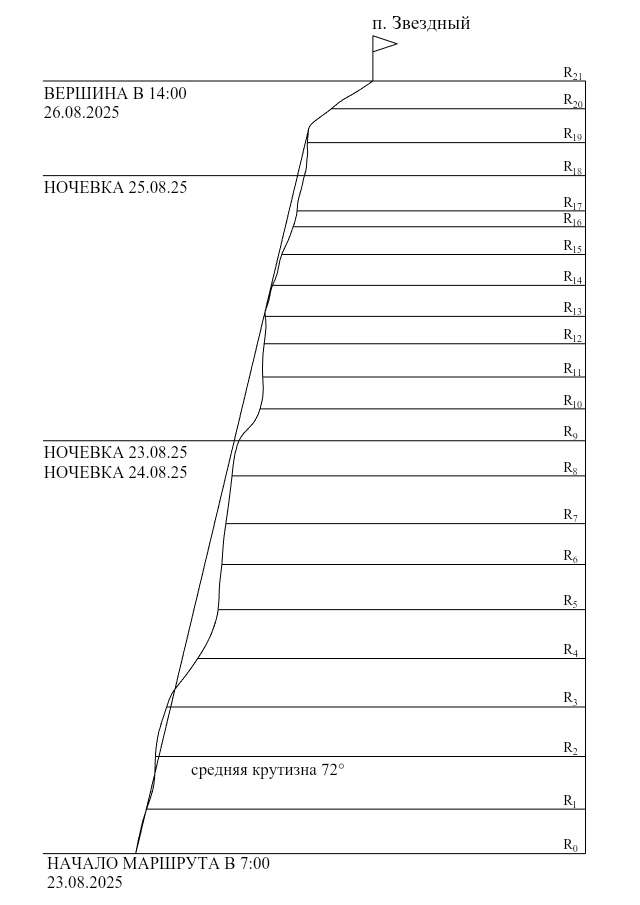 п. Звездный
R21
ВЕРШИНА В 14:00
26.08.2025
R20
R19
R18
НОЧЕВКА 25.08.25
R17
R16
R15
R14
R13
R12
R11
R10
R9
НОЧЕВКА 23.08.25
НОЧЕВКА 24.08.25
R8
R7
R6
R5
R4
R3
R2
средняя крутизна 72°
R1
R0
НАЧАЛО МАРШРУТА В 7:00
23.08.2025